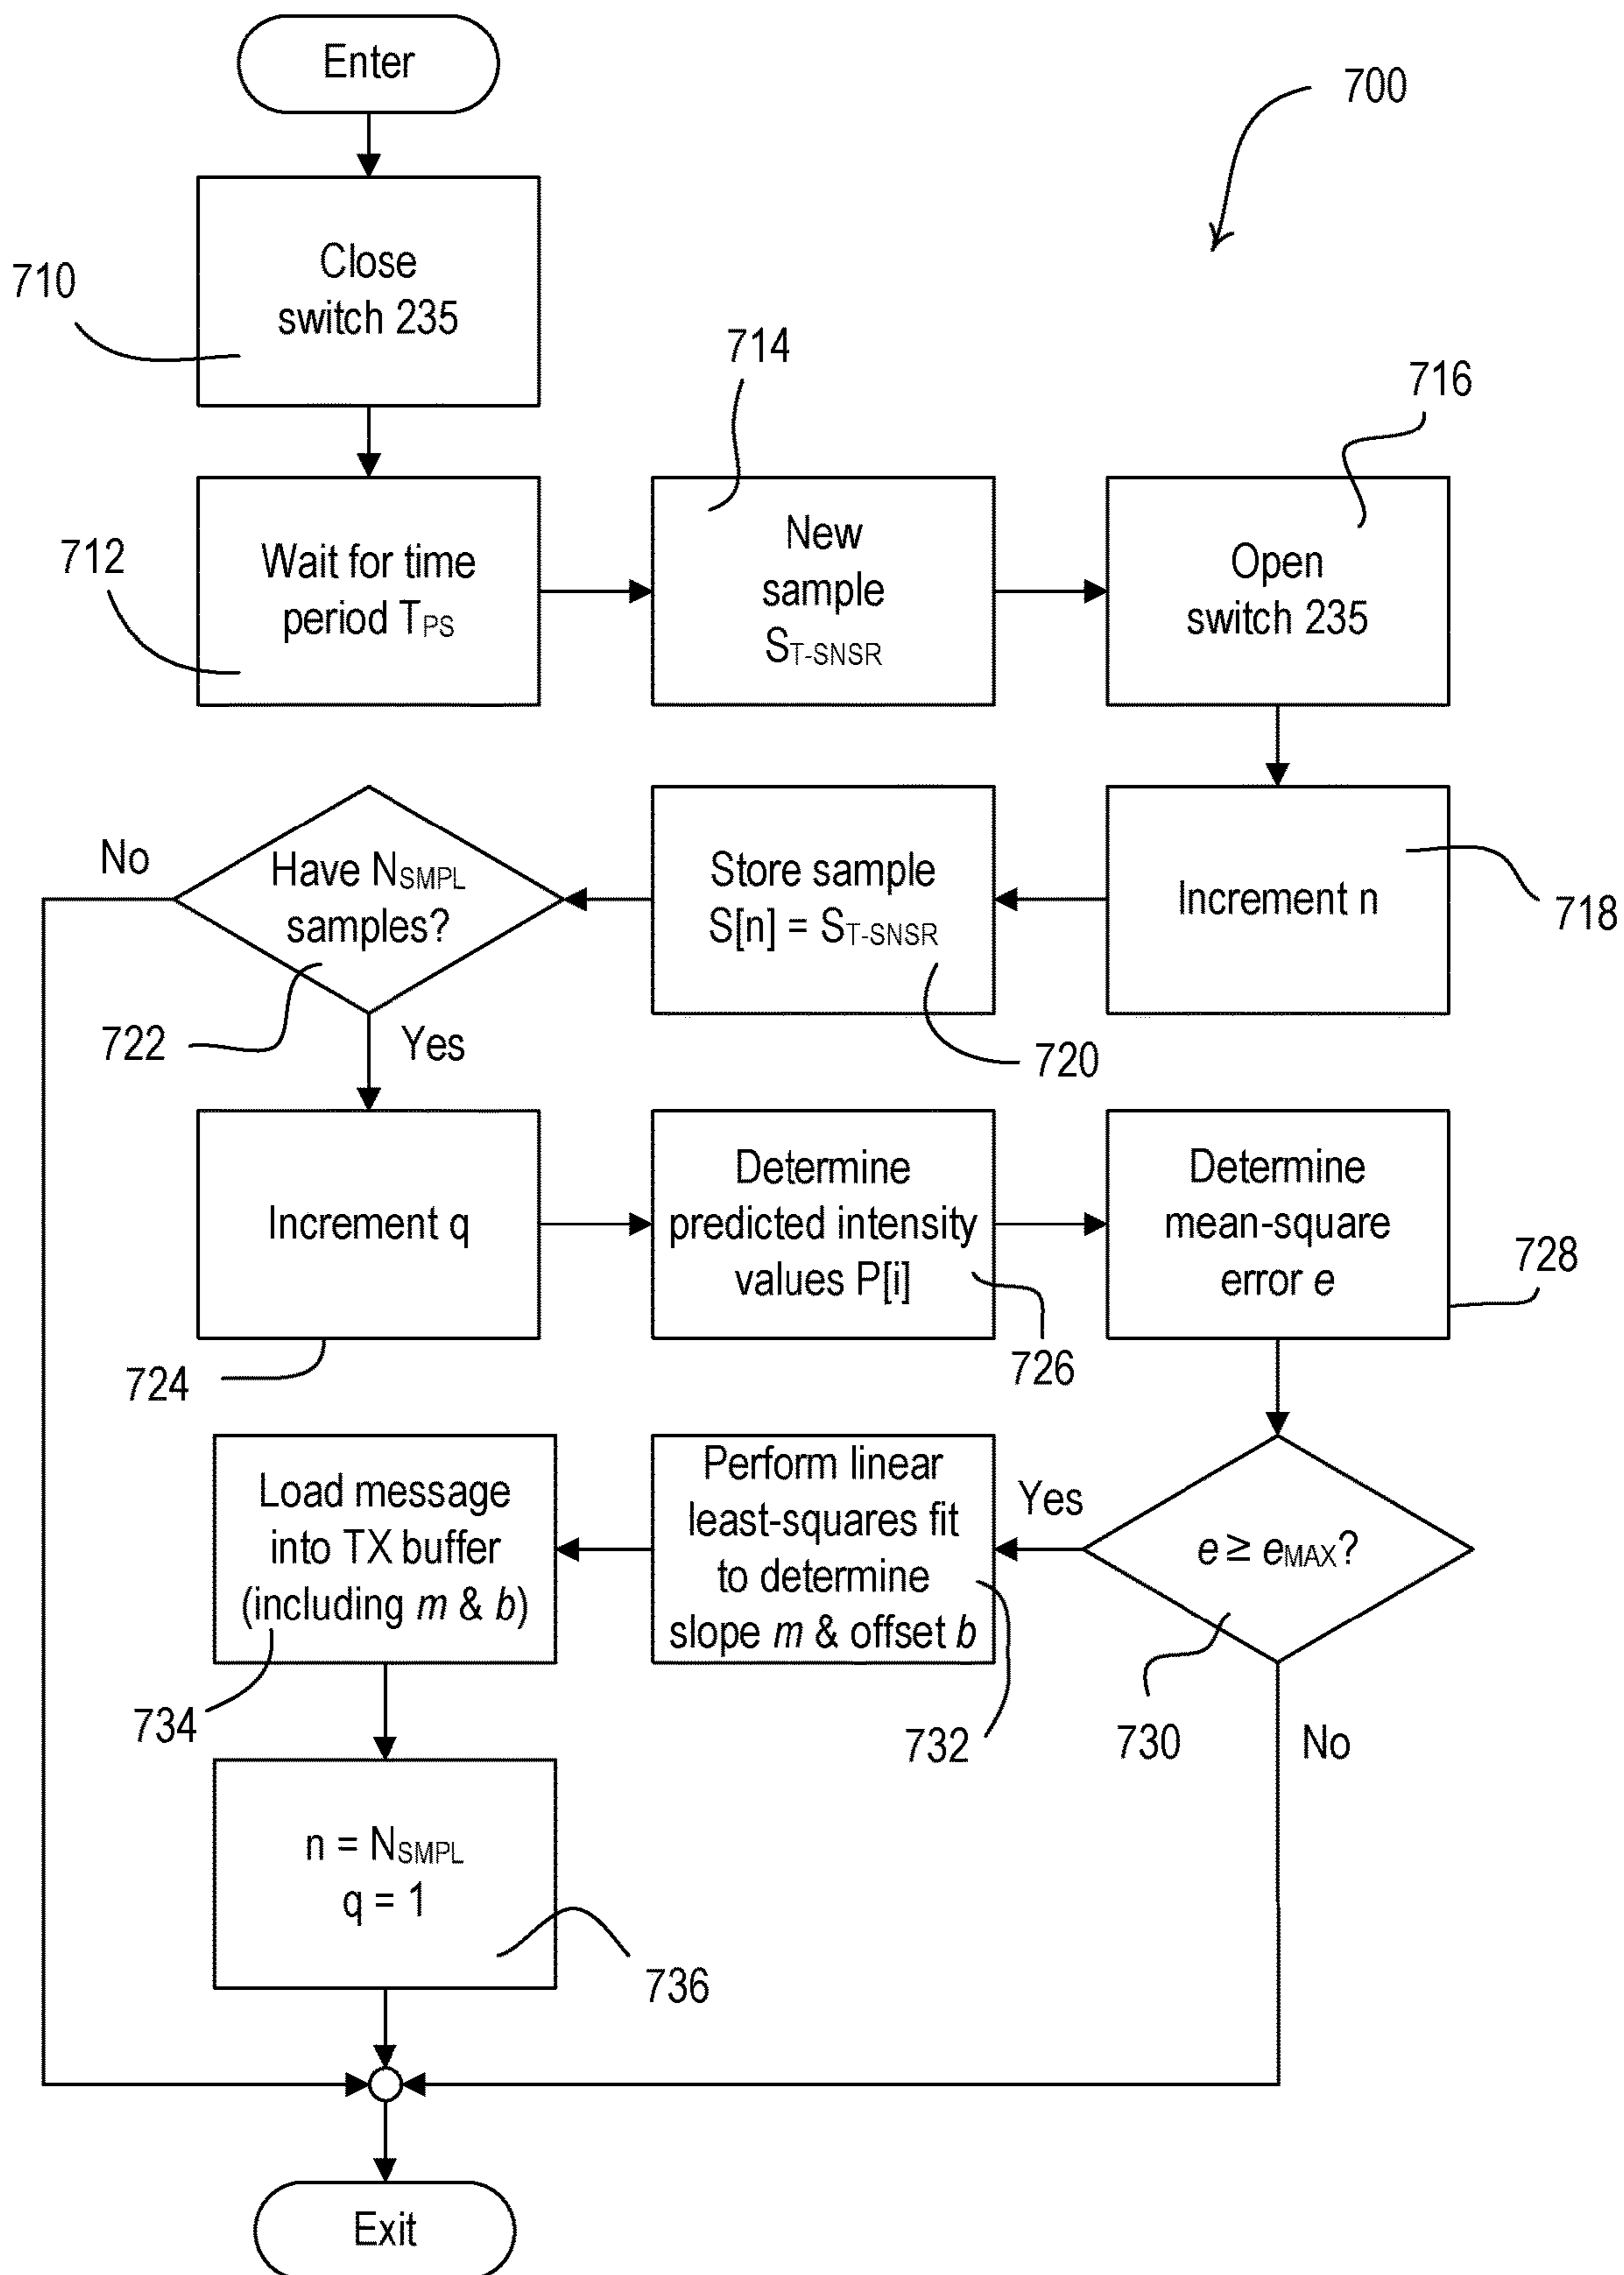 Enter
700
Close
switch 235
710
714
716
Wait for time
period TPS
712
New
sample
ST-SNSR
Open
switch 235
No
Have NSMPL
samples?
722
Yes
Store sample
S[n] = ST-SNSR
720
Increment n
718
Increment q
724
Determine
predicted intensity
values P[i]
726
Determine
mean-square
error e
728
Load message
into TX buffer
(including m & b)
734
Perform linear
least-squares fit
to determine
slope m & offset b
732
Yes
e ≥ eMAX?
730
No
n = NSMPL
q = 1
736
Exit